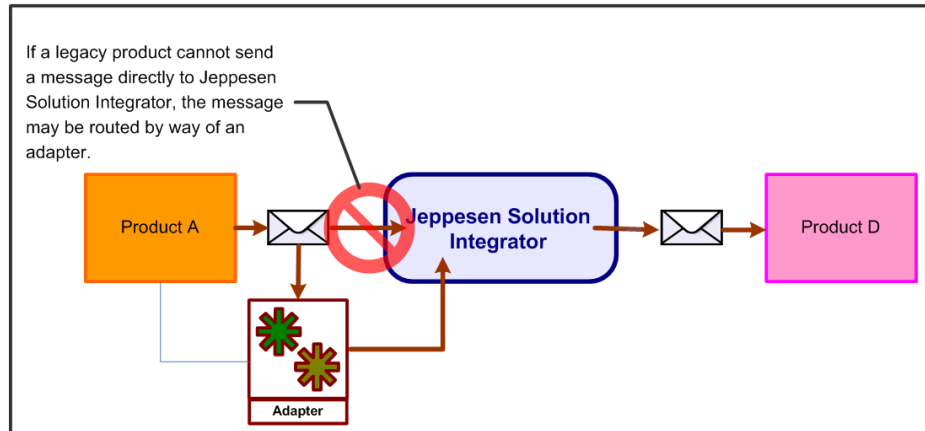 If a legacy product cannot send
a message directly to Jeppesen
Solution Integrator, the message
may be routed by way of an
adapter.
Product A
Jeppesen Solution
Integrator
Product D
Adapter